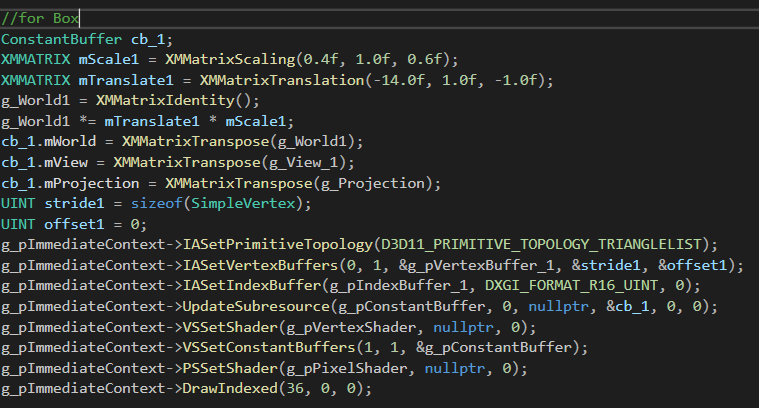 //for Box
ConstantBuffer cb_1;
XMMATRIX mScale1 = XMMatrixScaling(0.4f, 1.0f, 0.6f);
XMMATRIX mTranslate1 = XMMatrixTranslation(-14.0f, 1.0f, -1.0f);
g_World1 = XMMatrixIdentity();
g_World1 *= mTranslate1 * mScale1;
cb_1.mWorld = XMMatrixTranspose(g_World1);
cb_1.mView = XMMatrixTranspose(g_View_1);
cb_1.mProjection = XMMatrixTranspose(g_Projection);
UINT stride1 = sizeof(SimpleVertex);
UINT offset1 = 0;
g_pImmediateContext->IASetPrimitiveTopology(D3D11_PRIMITIVE_TOPOLOGY_TRIANGLELIST);
g_pImmediateContext->IASetVertexBuffers(0, 1, &g_pVertexBuffer_1, &stride1, &offset1);
g_pImmediateContext->IASetIndexBuffer(g_pIndexBuffer_1, DXGI_FORMAT_R16_UINT, 0);
g_pImmediateContext->UpdateSubresource(g_pConstantBuffer, 0, nullptr, &cb_1, 0, 0);
g_pImmediateContext->VSSetShader(g_pVertexShader, nullptr, 0);
g_pImmediateContext->VSSetConstantBuffers(1, 1, &g_pConstantBuffer);
g_pImmediateContext->PSSetShader(g_pPixelShader, nullptr, 0);
g_pImmediateContext->DrawIndexed(36, 0, 0);